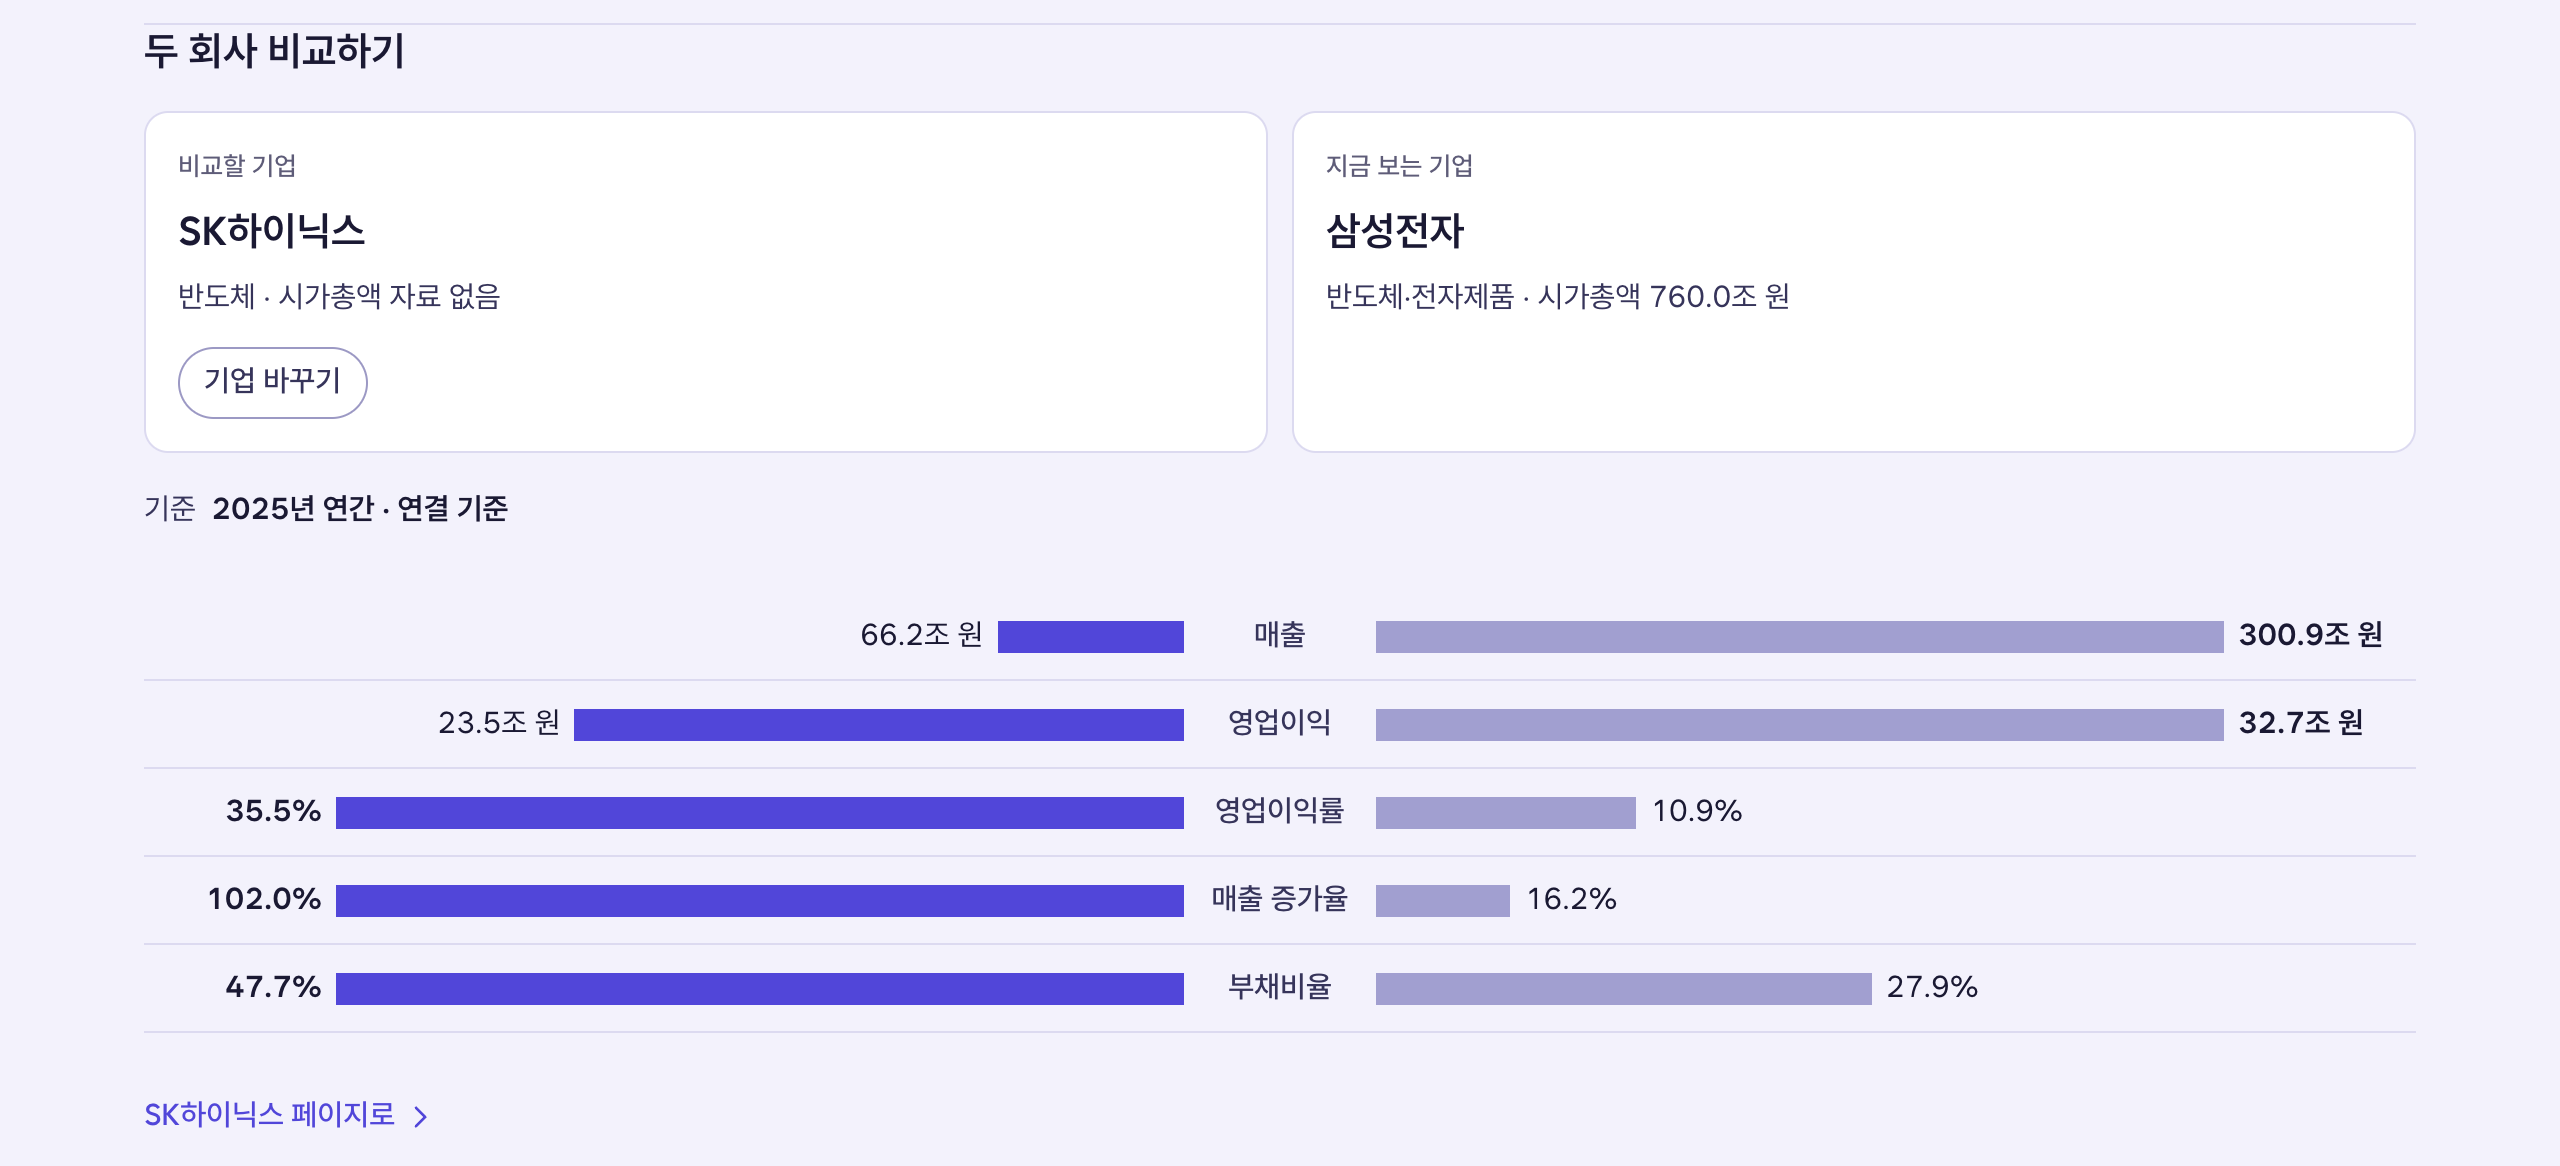 두 회사 비교하기
비교할 기업
SK하이닉스
반도체 · 시가총액 자료 없음
기업 바꾸기
지금 보는 기업
삼성전자
반도체·전자제품 · 시가총액 760.0조 원
기준 2025년 연간 · 연결 기준
66.2조 원 매출 300.9조 원
23.5조 원 영업이익 32.7조 원
35.5% 영업이익률 10.9%
102.0% 매출 증가율 16.2%
47.7% 부채비율 27.9%
SK하이닉스 페이지로